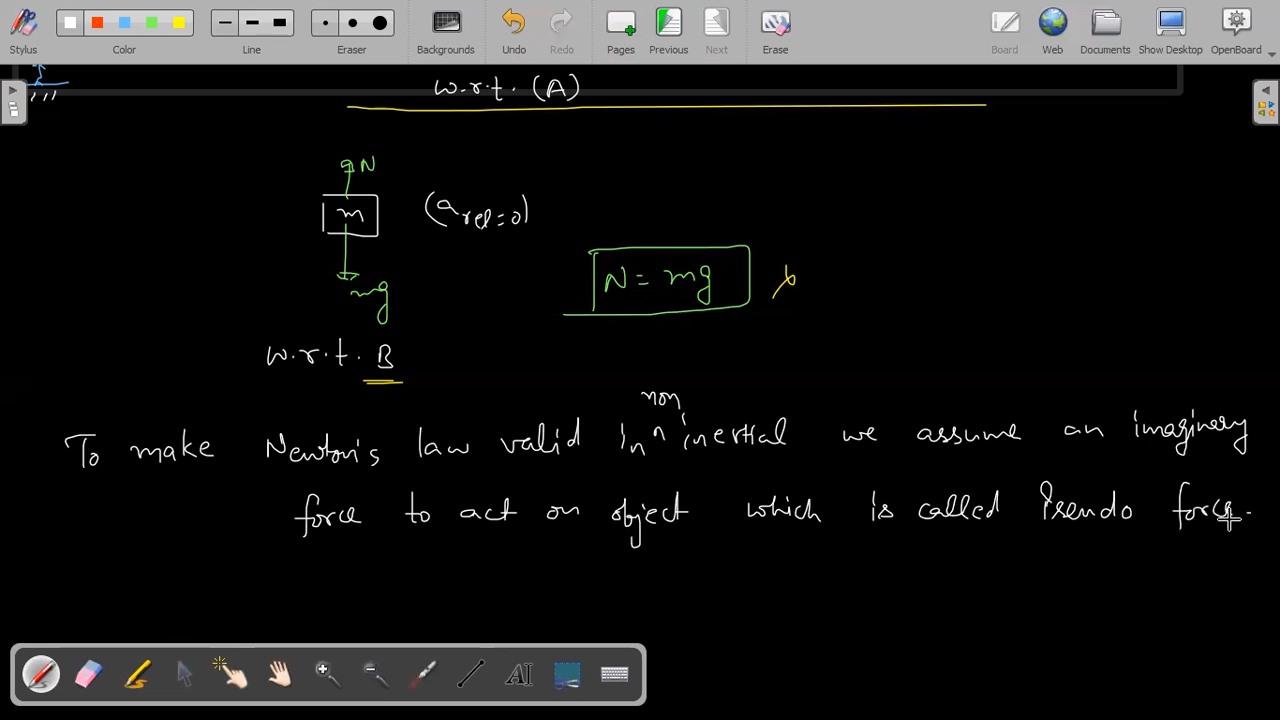 Stylus
Color
Line
Eraser
Backgrounds
Undo
Redo
Pages
Previous
Next
Erase
Board
Web
Documents
Show Desktop
OpenBoard
w.r.t. (A)
N
m
(a rel = 0)
mg
N = mg
w.r.t. B
non
To make Newton's law valid in inertial we assume an imaginary
force to act on object which is called Pseudo force.
AI